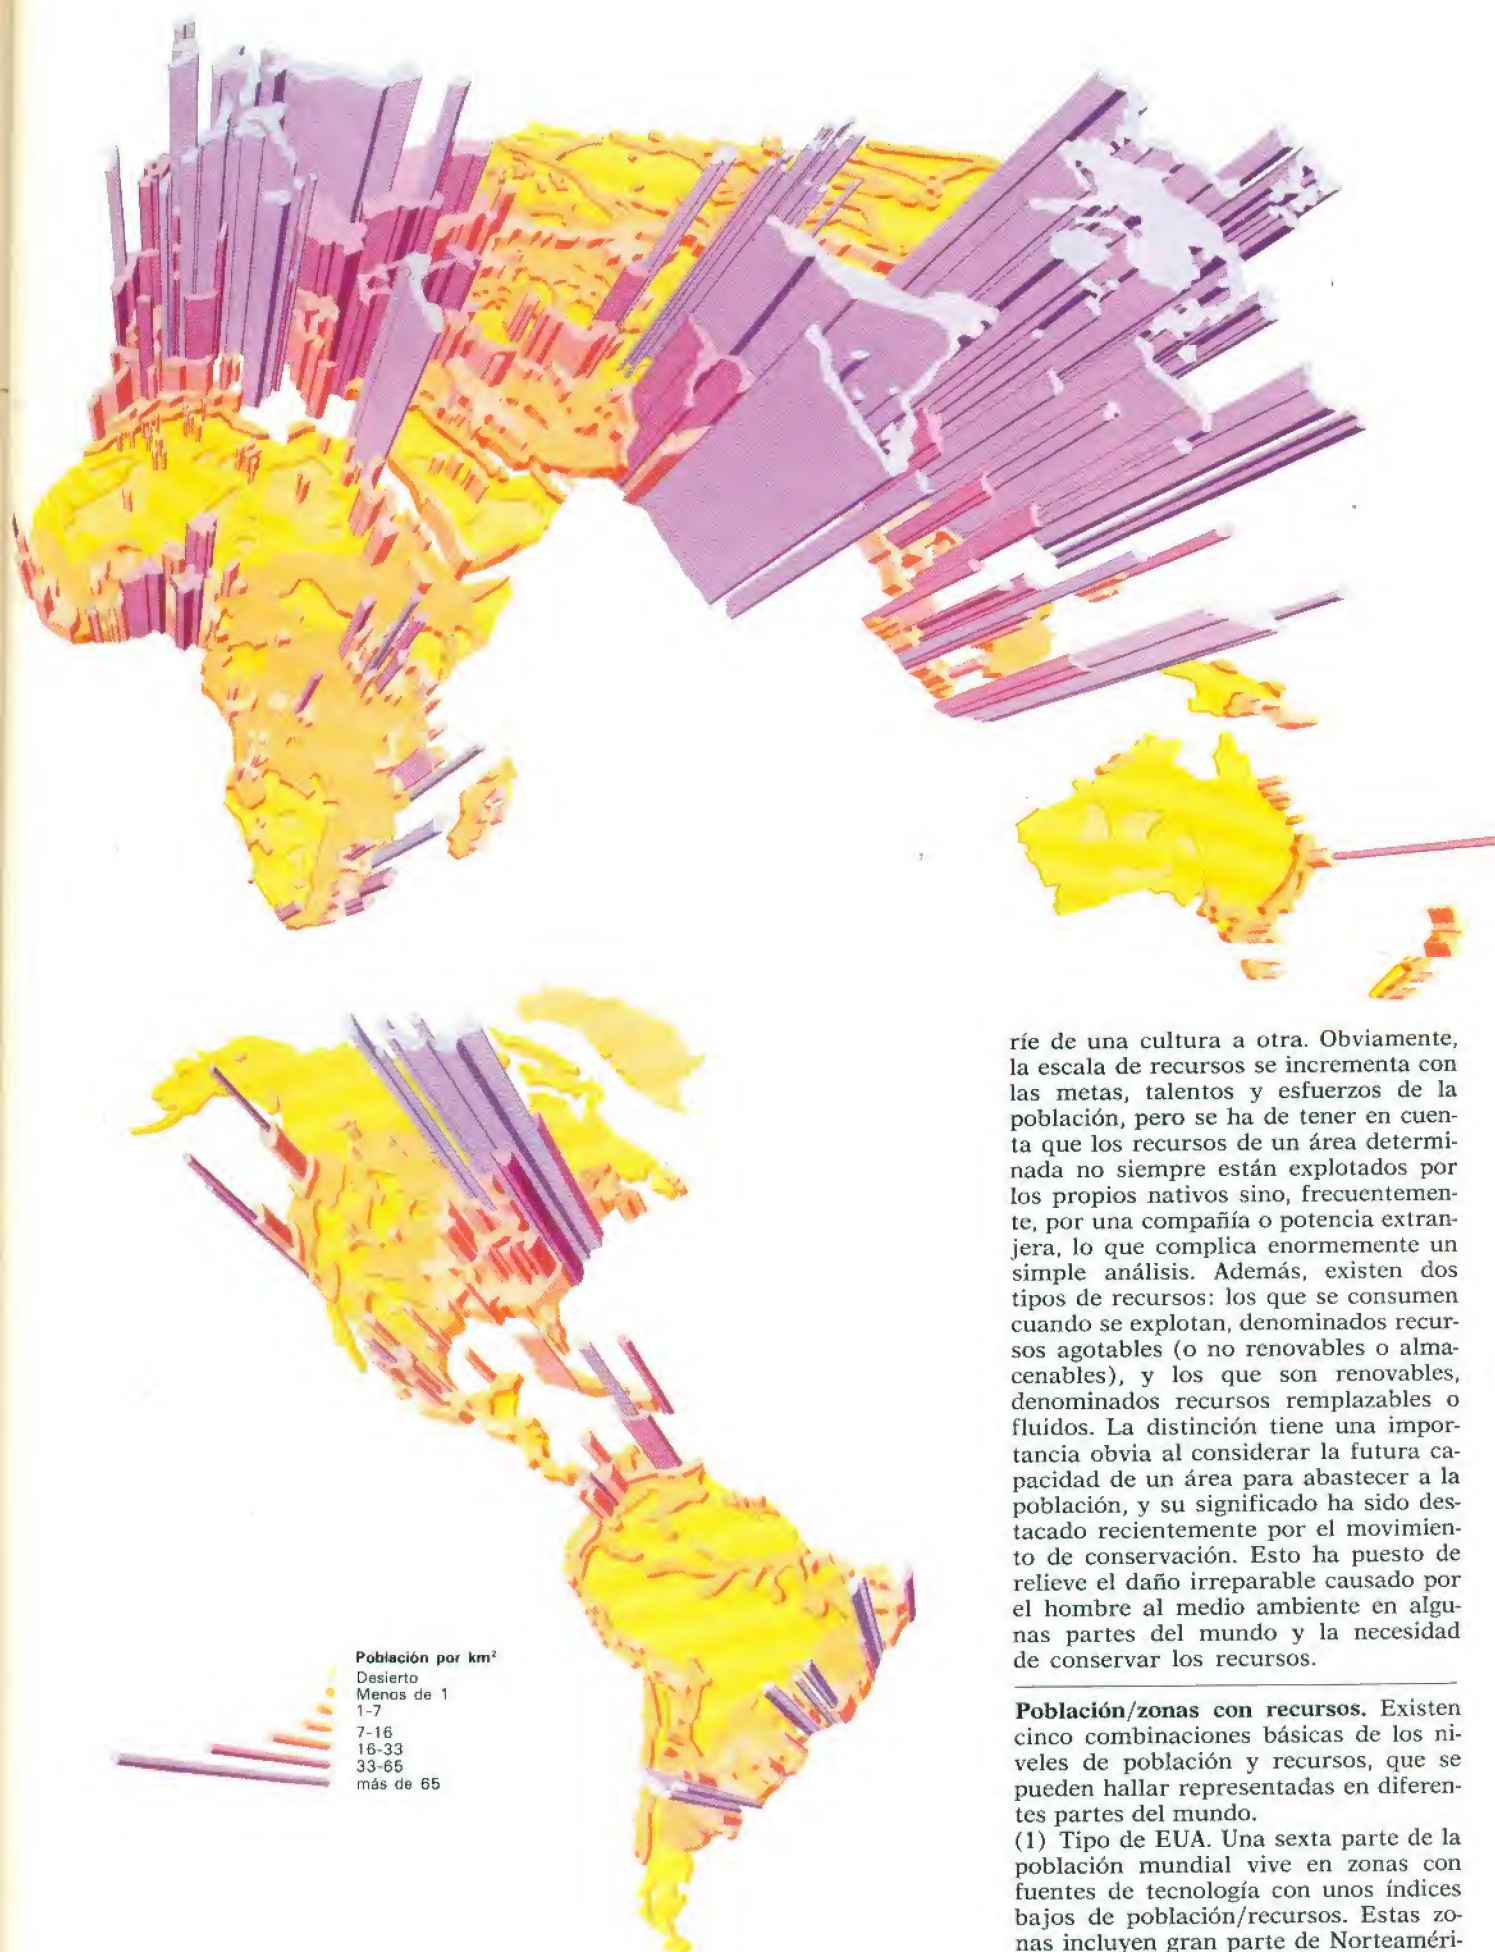 ríe de una cultura a otra. Obviamente,
la escala de recursos se incrementa con
las metas, talentos y esfuerzos de la
población, pero se ha de tener en cuen-
ta que los recursos de un área determi-
nada no siempre están explotados por
los propios nativos sino, frecuentemen-
te, por una compañía o potencia extran-
jera, lo que complica enormemente un
simple análisis. Además, existen dos
tipos de recursos: los que se consumen
cuando se explotan, denominados recur-
sos agotables (o no renovables o alma-
cenables), y los que son renovables,
denominados recursos remplazables o
fluidos. La distinción tiene una impor-
tancia obvia al considerar la futura ca-
pacidad de un área para abastecer a la
población, y su significado ha sido des-
tacado recientemente por el movimien-
to de conservación. Esto ha puesto de
relieve el daño irreparable causado por
el hombre al medio ambiente en algu-
nas partes del mundo y la necesidad
de conservar los recursos.
Población/zonas con recursos. Existen
cinco combinaciones básicas de los ni-
veles de población y recursos, que se
pueden hallar representadas en diferen-
tes partes del mundo.
(1) Tipo de EUA. Una sexta parte de la
población mundial vive en zonas con
fuentes de tecnología con unos índices
bajos de población/recursos. Estas zo-
nas incluyen gran parte de Norteaméri-
Población por km²
Desierto
Menos de 1
1-7
7-16
16-33
33-65
más de 65